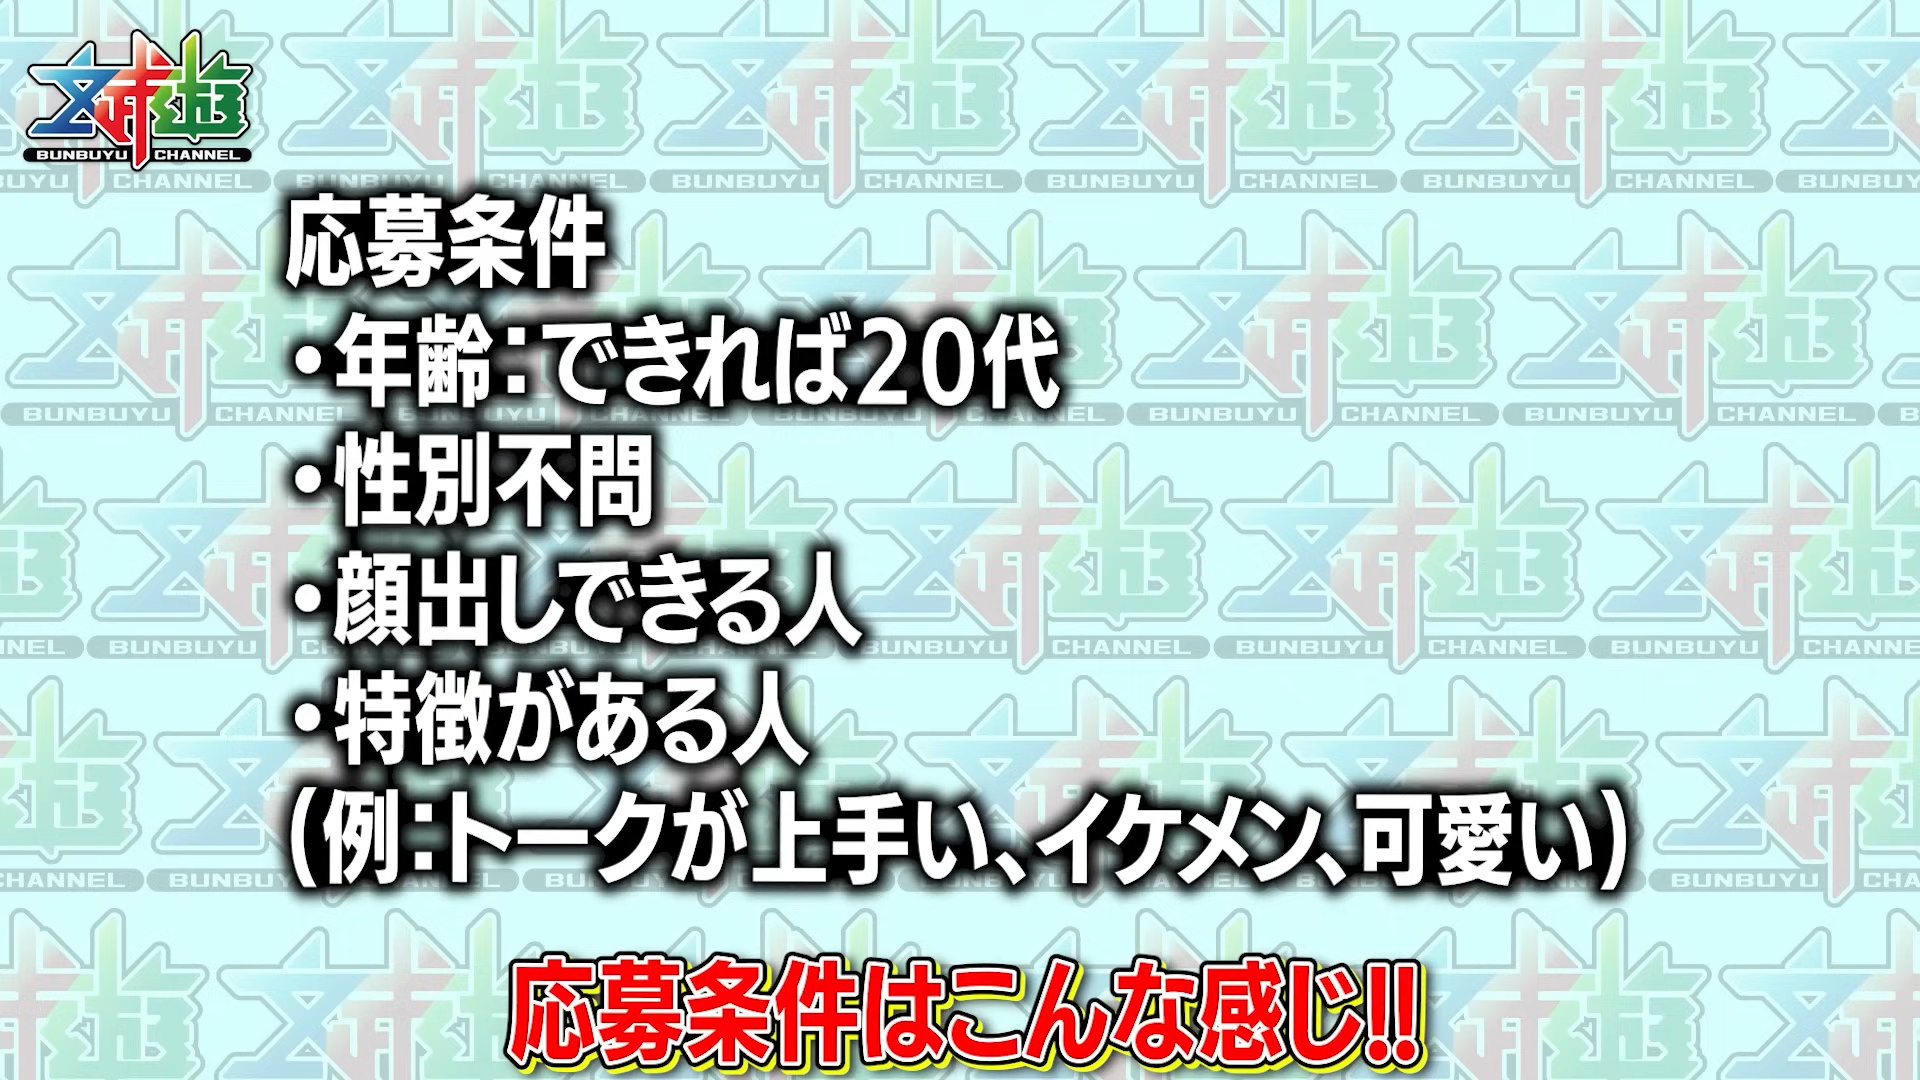 文武遊
BUNBUYU CHANNEL
応募条件
・年齢：できれば20代
・性別不問
・顔出しできる人
・特徴がある人
(例：トークが上手い、イケメン、可愛い)
応募条件はこんな感じ!!